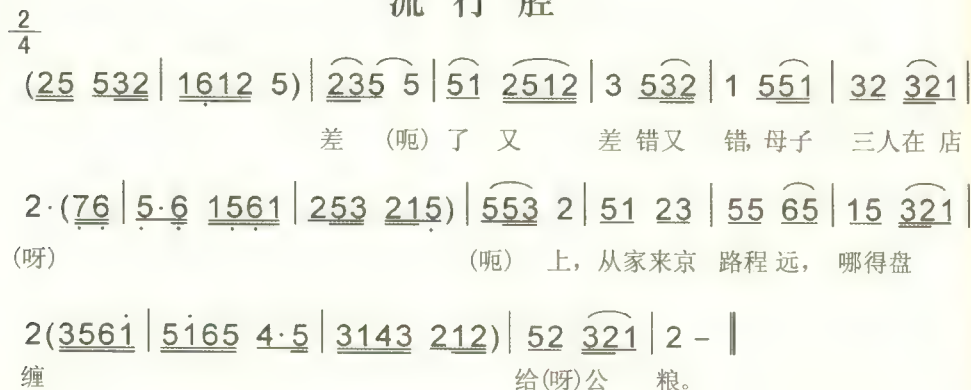 流行腔
2
4
(25 532 | 1612 5) | 235 5 | 51 2512 | 3 532 | 1 551 | 32 321 |
差 (呃) 了 又 差 错又 错, 母子 三人在 店
2·(76 | 5·6 1561 | 253 215) | 553 2 | 51 23 | 55 65 | 15 321 |
(呀) (呃) 上, 从家来京 路程 远, 哪得盘
2(3561 | 5165 4·5 | 3143 212) | 52 321 | 2 – ‖
缠 给(呀)公 粮。